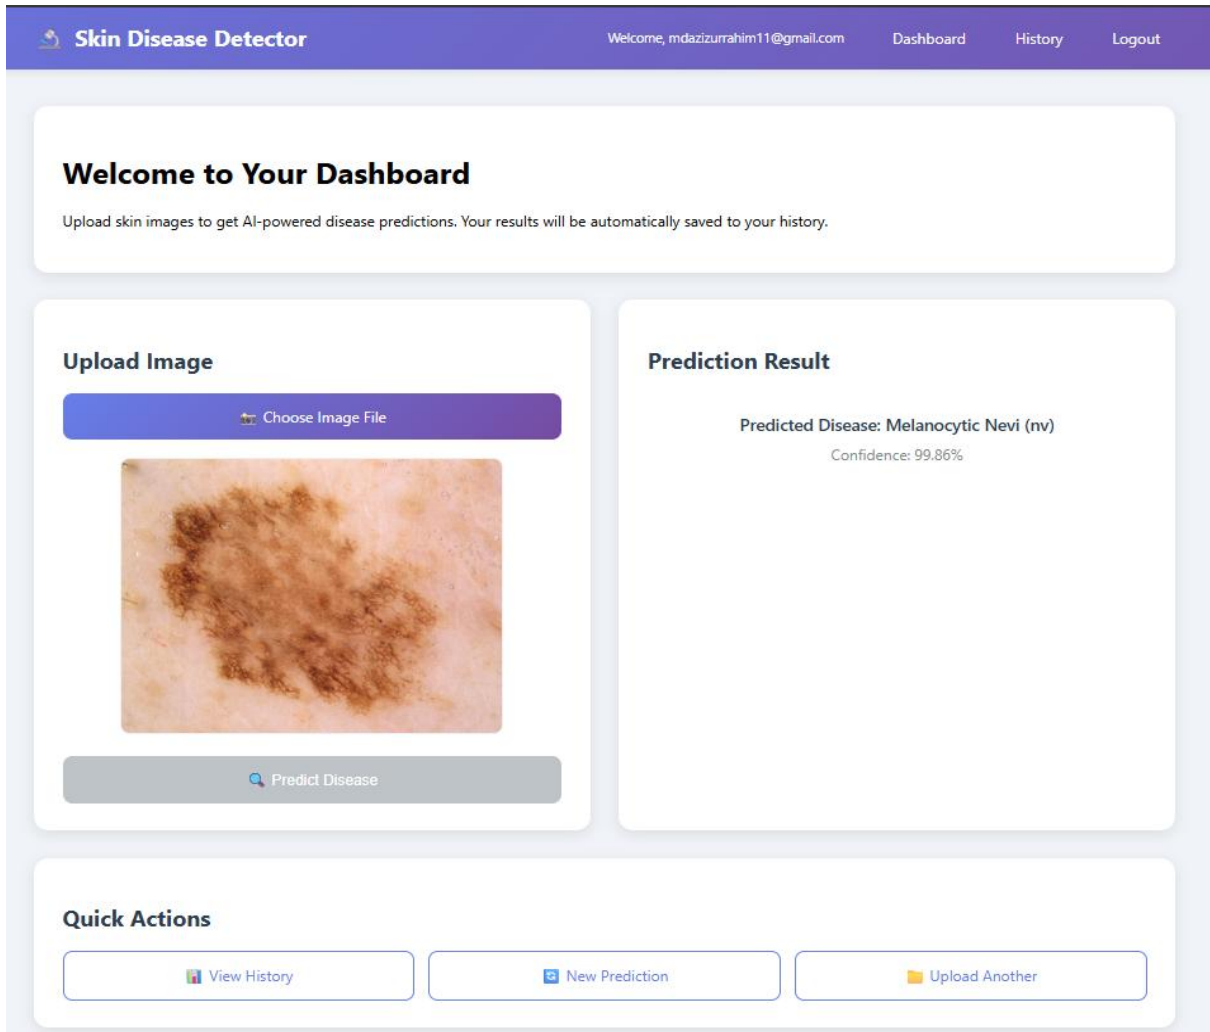 Skin Disease Detector
Welcome, mdazizurrahim11@gmail.com
Dashboard
History
Logout
Welcome to Your Dashboard
Upload skin images to get AI-powered disease predictions. Your results will be automatically saved to your history.
Upload Image
Choose Image File
Predict Disease
Prediction Result
Predicted Disease: Melanocytic Nevi (nv)
Confidence: 99.86%
Quick Actions
View History
New Prediction
Upload Another